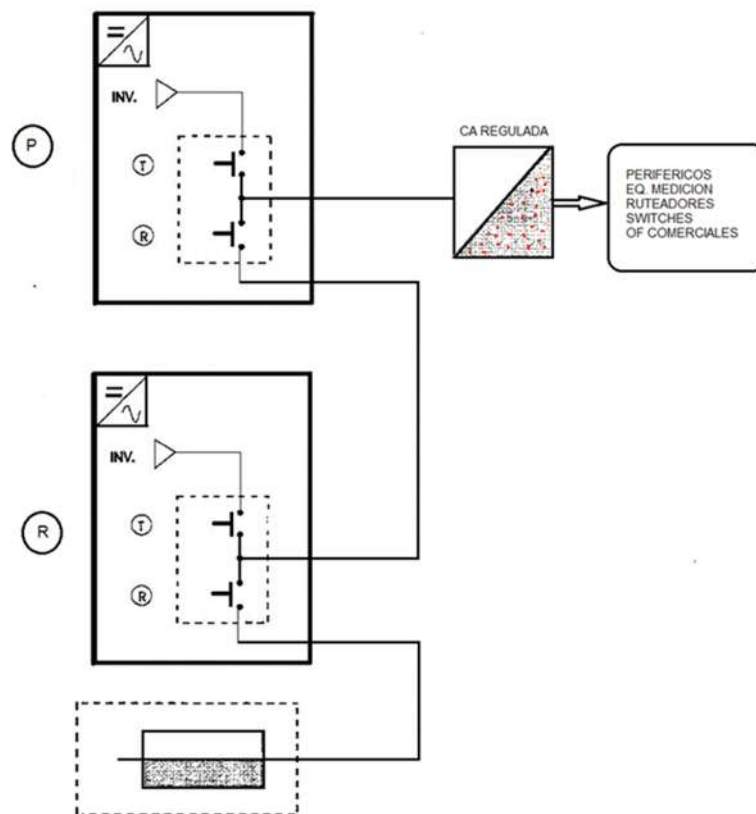 INV.
P
T
R
CA REGULADA
PERIFERICOS
EQ. MEDICION
RUTEADORES
SWITCHES
OF COMERCIALES
INV.
R
T
R